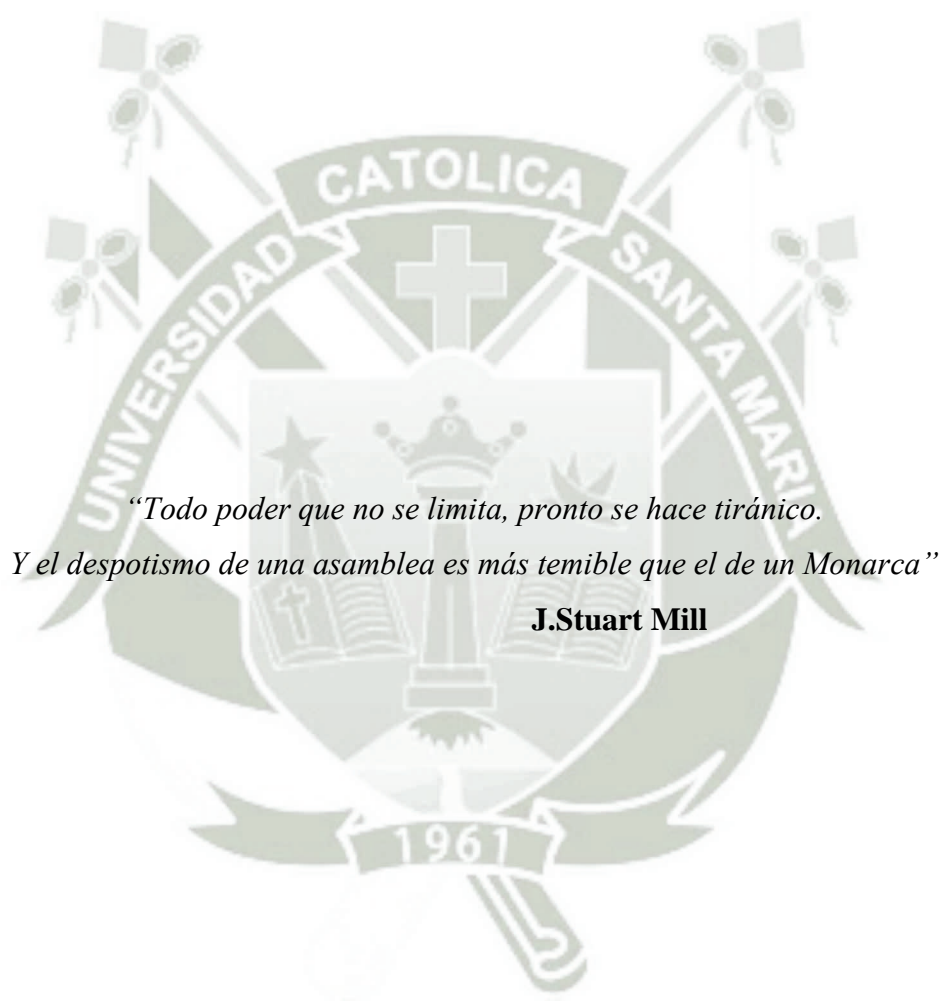 CATOLICA
UNIVERSIDAD
SANTA MARIA
“Todo poder que no se limita, pronto se hace tiránico.
Y el despotismo de una asamblea es más temible que el de un Monarca”
J.Stuart Mill
1961